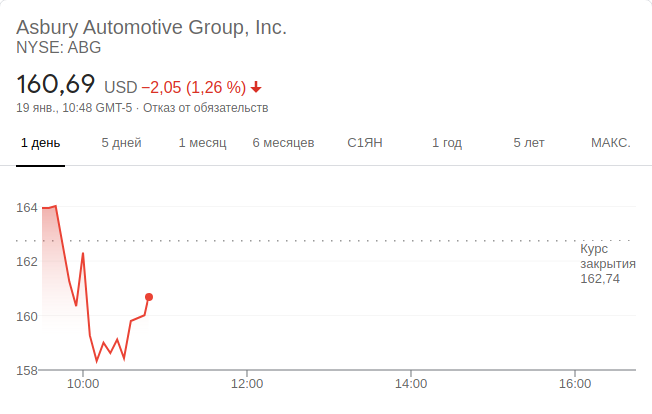 Asbury Automotive Group, Inc.
NYSE: ABG
160,69 USD −2,05 (1,26 %)
19 янв., 10:48 GMT-5 · Отказ от обязательств
1 день 5 дней 1 месяц 6 месяцев С1ЯН 1 год 5 лет МАКС.
164
162
160
158
Курс
закрытия
162,74
10:00 12:00 14:00 16:00